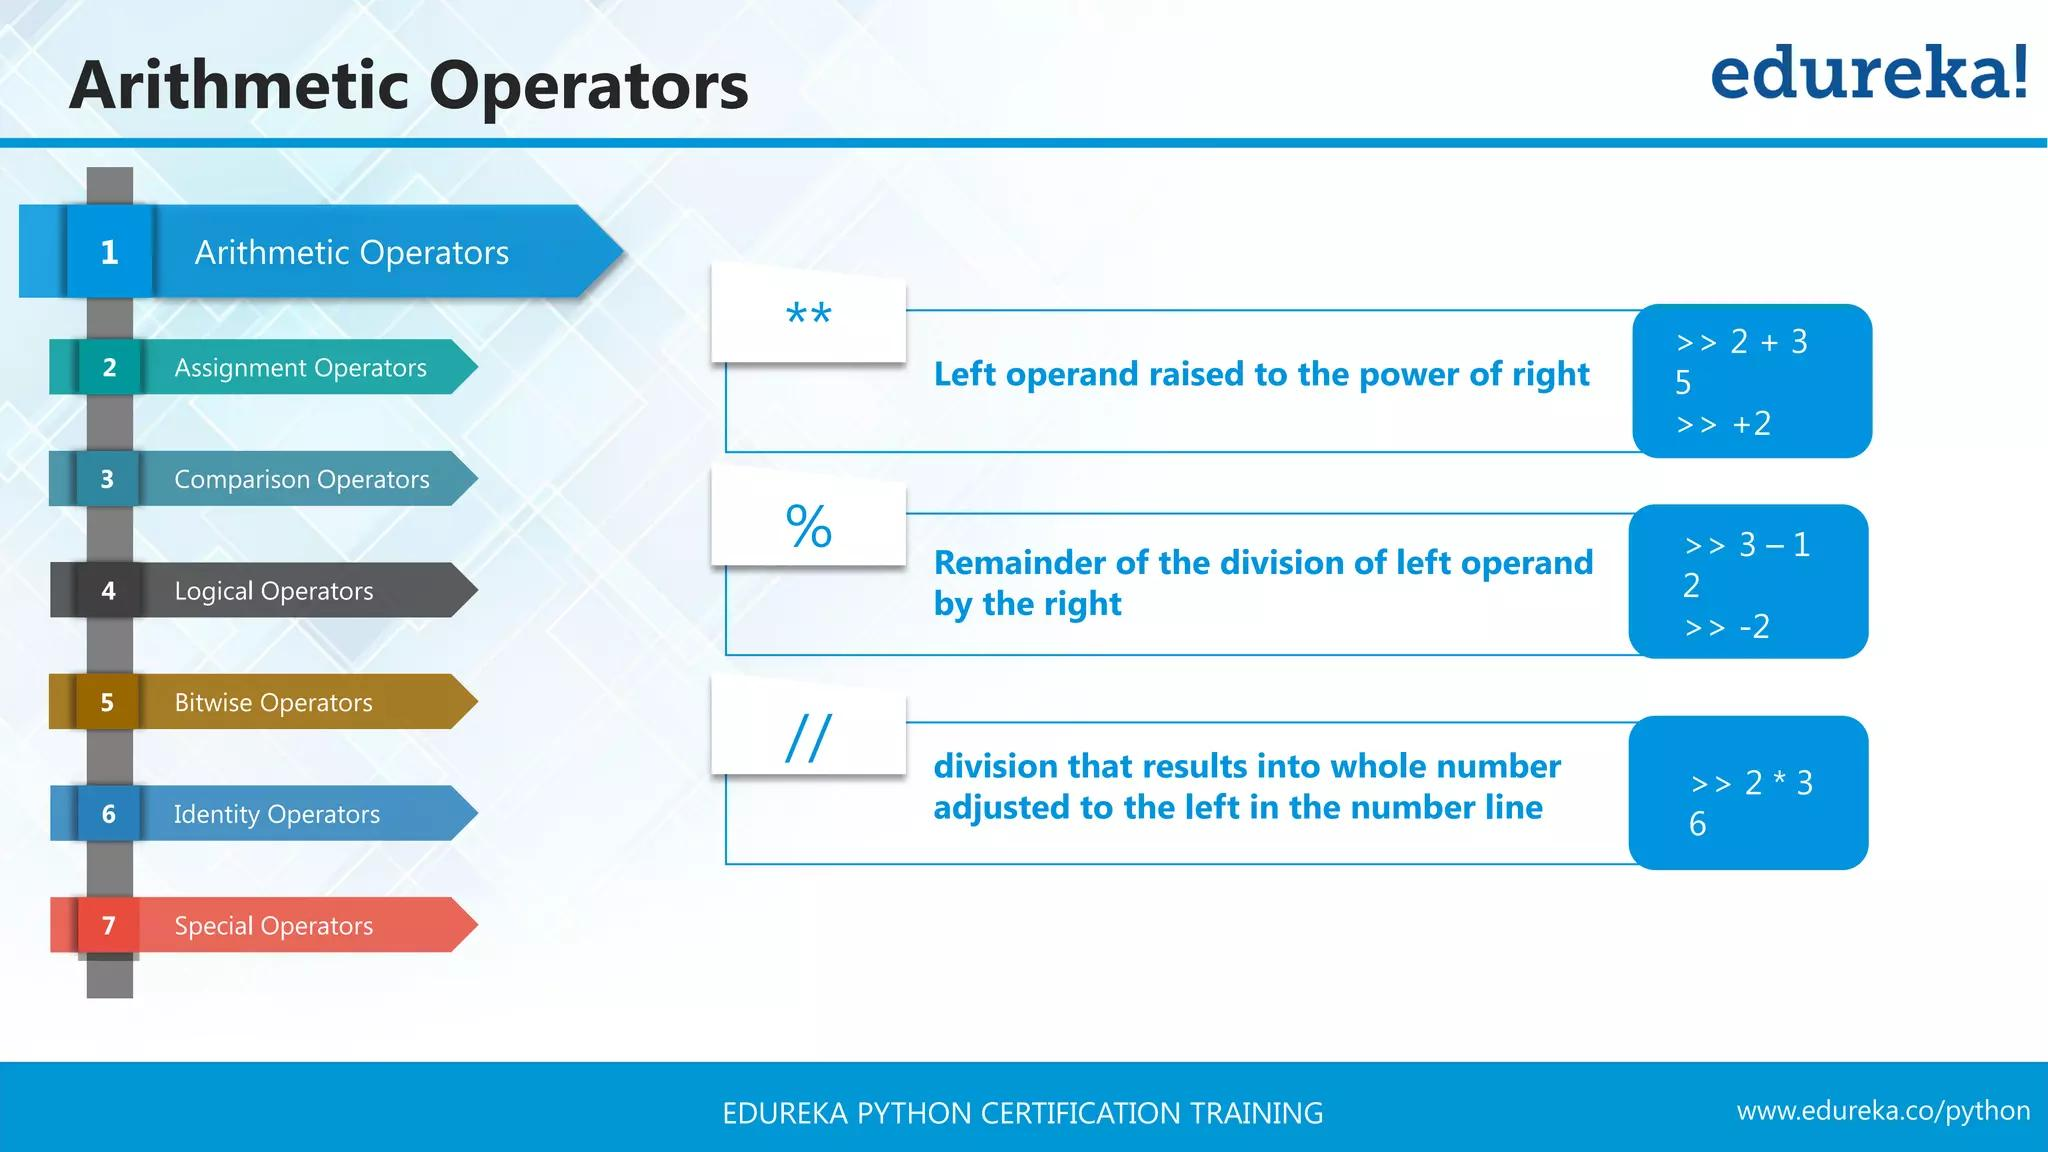 Arithmetic Operators
edureka!
1 Arithmetic Operators
2 Assignment Operators
3 Comparison Operators
4 Logical Operators
5 Bitwise Operators
6 Identity Operators
7 Special Operators
**
Left operand raised to the power of right
>> 2 + 3
5
>> +2
%
Remainder of the division of left operand
by the right
>> 3 – 1
2
>> -2
//
division that results into whole number
adjusted to the left in the number line
>> 2 * 3
6
EDUREKA PYTHON CERTIFICATION TRAINING
www.edureka.co/python